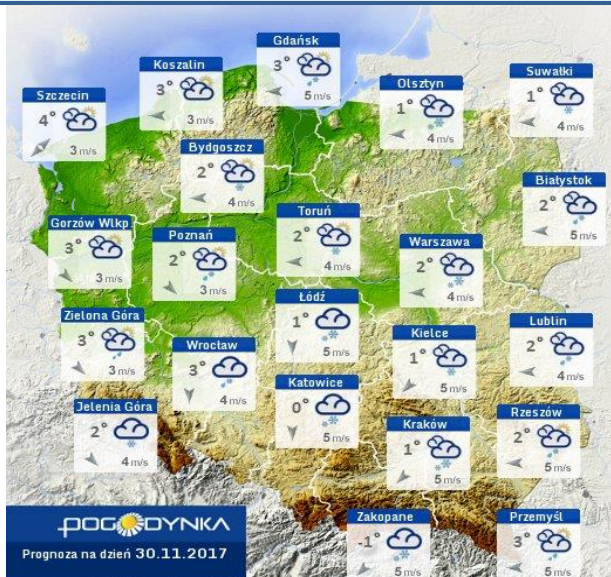 Gdańsk
3°
5 m/s
Koszalin
3°
3 m/s
Suwałki
1°
4 m/s
Olsztyn
1°
4 m/s
Szczecin
4°
3 m/s
Bydgoszcz
2°
4 m/s
Białystok
2°
5 m/s
Toruń
2°
4 m/s
Gorzów Wlkp
3°
3 m/s
Poznań
2°
3 m/s
Warszawa
2°
4 m/s
Łódź
1°
5 m/s
Zielona Góra
3°
3 m/s
Lublin
2°
4 m/s
Kielce
1°
5 m/s
Wrocław
3°
4 m/s
Katowice
0°
5 m/s
Jelenia Góra
2°
4 m/s
Rzeszów
2°
5 m/s
Kraków
1°
5 m/s
Zakopane
-1°
5 m/s
Przemyśl
3°
5 m/s
POGODYNKA
Prognoza na dzień 30.11.2017